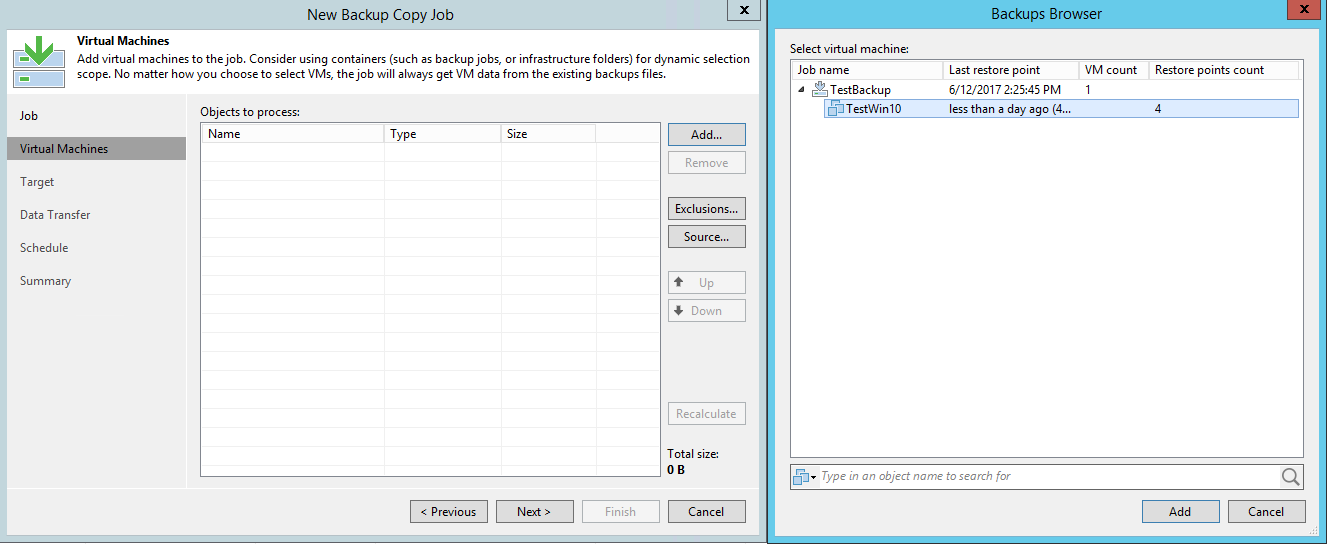 New Backup Copy Job
x
Virtual Machines
Add virtual machines to the job. Consider using containers (such as backup jobs, or infrastructure folders) for dynamic selection
scope. No matter how you choose to select VMs, the job will always get VM data from the existing backups files.
Job
Virtual Machines
Target
Data Transfer
Schedule
Summary
Objects to process:
Name Type Size
Add...
Remove
Exclusions...
Source...
Up
Down
Recalculate
Total size:
0 B
< Previous Next > Finish Cancel
Backups Browser
x
Select virtual machine:
Job name Last restore point VM count Restore points count
TestBackup 6/12/2017 2:25:45 PM 1
TestWin10 less than a day ago (4... 4
Type in an object name to search for
Add Cancel